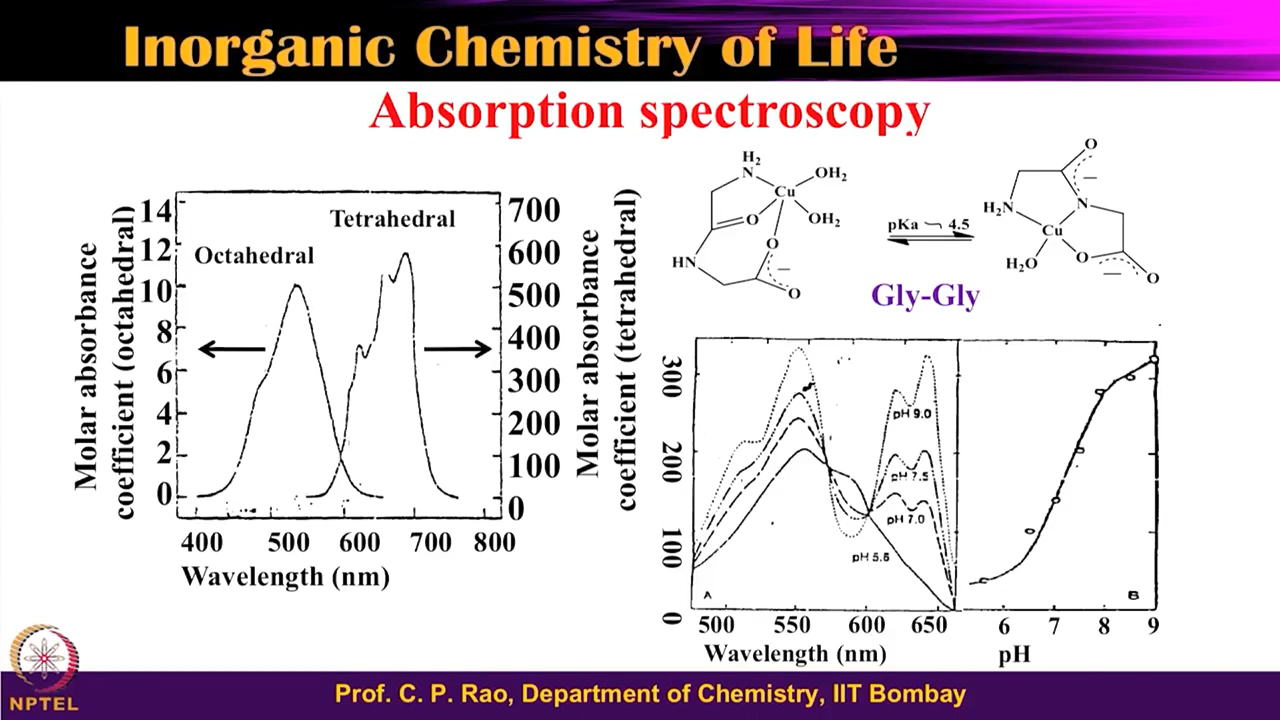 Inorganic Chemistry of Life
Absorption spectroscopy
Molar absorbance
coefficient (octahedral)
14
12
10
8
6
4
2
0
Octahedral
Tetrahedral
700
600
500
400
300
200
100
0
Molar absorbance
coefficient (tetrahedral)
400 500 600 700 800
Wavelength (nm)
H2
N
Cu
OH2
OH2
O
O
HN
O
pKa 4.5
O
H2N
N
Cu
H2O
O
O
Gly-Gly
300
200
100
0
pH 9.0
pH 7.5
pH 7.0
pH 5.5
A
B
500 550 600 650
Wavelength (nm)
6 7 8 9
pH
NPTEL
Prof. C. P. Rao, Department of Chemistry, IIT Bombay